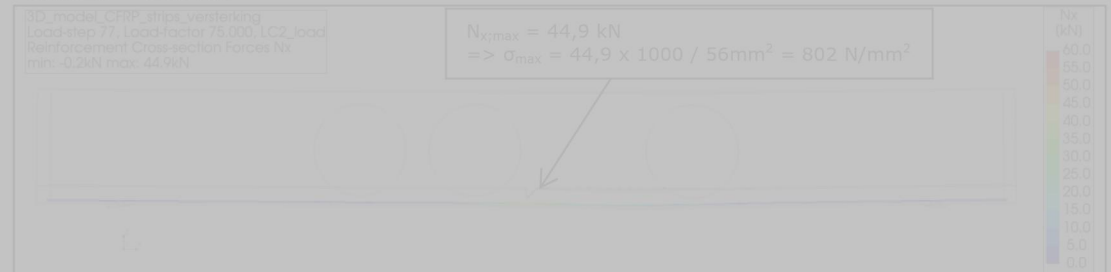 3D_model_CFRP_strips_versterking
Load-step 77, Load-factor 75,000, LC2_load
Reinforcement Cross-section Forces Nx
min: -0.2kN max: 44.9kN
Nx;max = 44,9 kN
=> σmax = 44,9 x 1000 / 56mm² = 802 N/mm²
Nx
(kN)
60.0
55.0
50.0
45.0
40.0
35.0
30.0
25.0
20.0
15.0
10.0
5.0
0.0